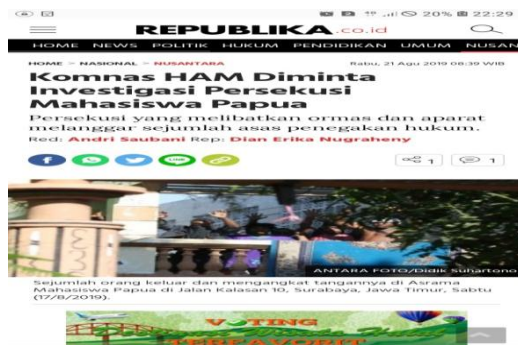 20% 22:29
REPUBLIKA.co.id
HOME NEWS POLITIK HUKUM PENDIDIKAN UMUM NUSAN
HOME > NASIONAL > NUSANTARA
Rabu, 21 Agu 2019 08:39 WIB
Komnas HAM Diminta
Investigasi Persekusi
Mahasiswa Papua
Persekusi yang melibatkan ormas dan aparat
melanggar sejumlah asas penegakan hukum.
Red: Andri Saubani Rep: Dian Erika Nugraheny
LINE
1
1
ANTARA FOTO/Didik Suhartono
Sejumlah orang keluar dan mengangkat tangannya di Asrama
Mahasiswa Papua di Jalan Kalasan 10, Surabaya, Jawa Timur, Sabtu
(17/8/2019).
VOTING
TERFAVORIT